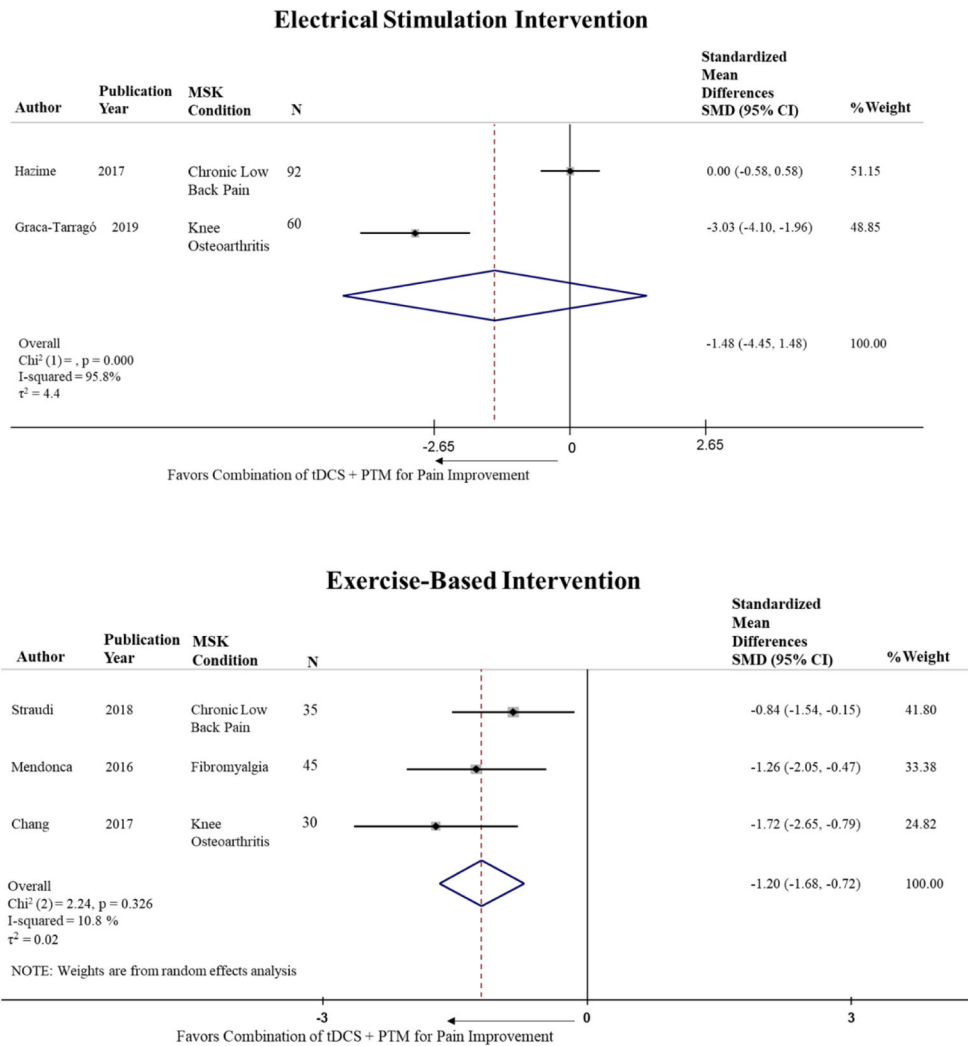 Electrical Stimulation Intervention
Author
Publication
Year
MSK
Condition
N
Standardized
Mean
Differences
SMD (95% CI)
%Weight
Hazime 2017 Chronic Low
Back Pain
92 0.00 (-0.58, 0.58) 51.15
Graca-Tarragó 2019 Knee
Osteoarthritis
60 -3.03 (-4.10, -1.96) 48.85
Overall -1.48 (-4.45, 1.48) 100.00
Chi² (1) = , p = 0.000
I-squared = 95.8%
τ² = 4.4
-2.65 0 2.65
Favors Combination of tDCS + PTM for Pain Improvement
Exercise-Based Intervention
Author
Publication
Year
MSK
Condition
N
Standardized
Mean
Differences
SMD (95% CI)
%Weight
Straudi 2018 Chronic Low
Back Pain
35 -0.84 (-1.54, -0.15) 41.80
Mendonca 2016 Fibromyalgia 45 -1.26 (-2.05, -0.47) 33.38
Chang 2017 Knee
Osteoarthritis
30 -1.72 (-2.65, -0.79) 24.82
Overall -1.20 (-1.68, -0.72) 100.00
Chi² (2) = 2.24, p = 0.326
I-squared = 10.8 %
τ² = 0.02
NOTE: Weights are from random effects analysis
-3 0 3
Favors Combination of tDCS + PTM for Pain Improvement